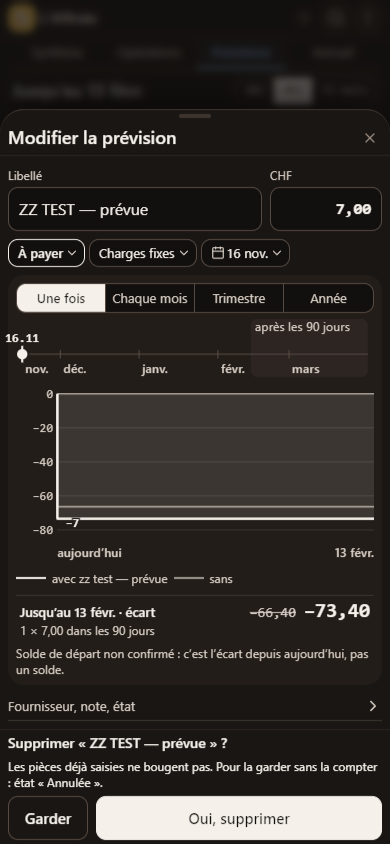 Modifier la prévision ×
Libellé CHF
ZZ TEST — prévue 7,00
À payer Charges fixes 16 nov.
Une fois Chaque mois Trimestre Année
après les 90 jours
16.11
nov. déc. janv. févr. mars
0
-20
-40
-60
-80
-7
aujourd'hui 13 févr.
avec zz test — prévue sans
Jusqu'au 13 févr. · écart -66,40 -73,40
1 × 7,00 dans les 90 jours
Solde de départ non confirmé : c'est l'écart depuis aujourd'hui, pas
un solde.
Fournisseur, note, état
Supprimer « ZZ TEST — prévue » ?
Les pièces déjà saisies ne bougent pas. Pour la garder sans la compter
: état « Annulée ».
Garder Oui, supprimer